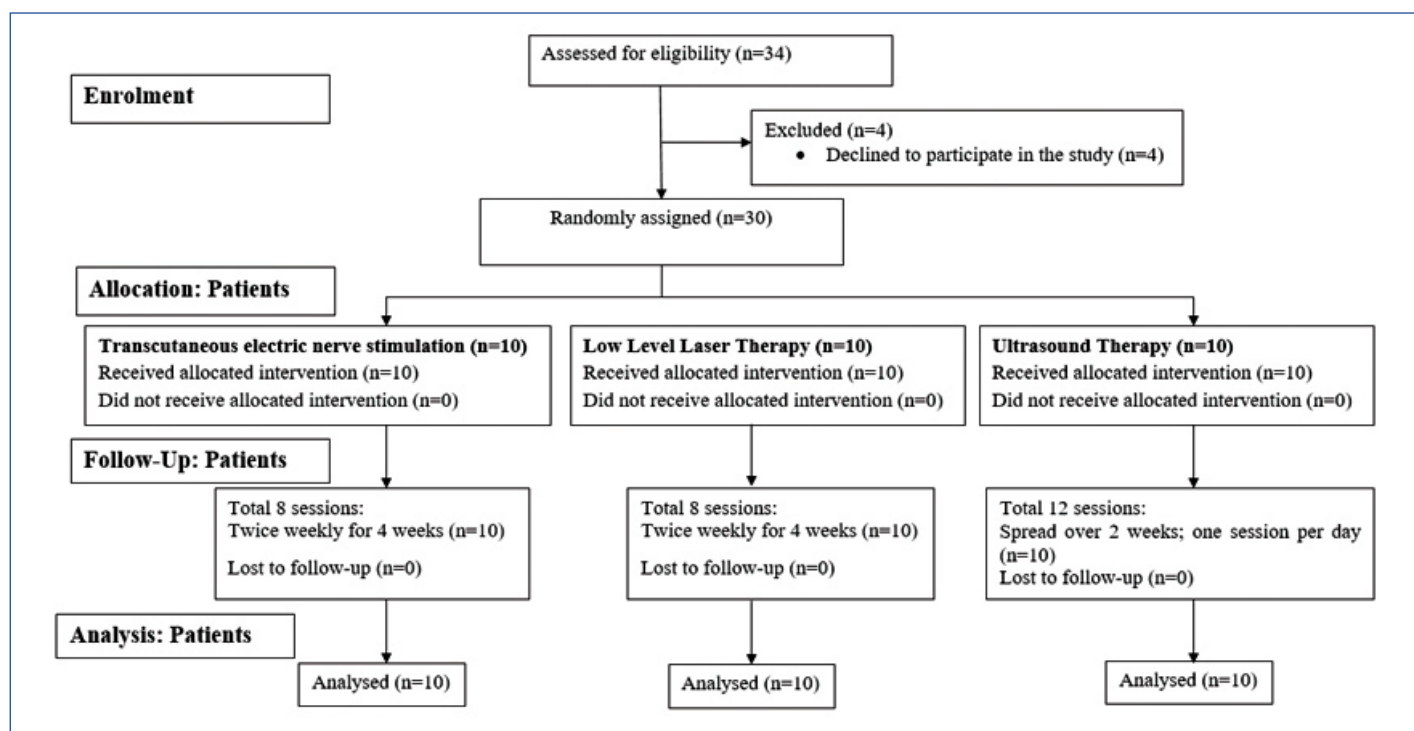 Assessed for eligibility (n=34)
Enrolment
Excluded (n=4)
• Declined to participate in the study (n=4)
Randomly assigned (n=30)
Allocation: Patients
Transcutaneous electric nerve stimulation (n=10)
Received allocated intervention (n=10)
Did not receive allocated intervention (n=0)
Low Level Laser Therapy (n=10)
Received allocated intervention (n=10)
Did not receive allocated intervention (n=0)
Ultrasound Therapy (n=10)
Received allocated intervention (n=10)
Did not receive allocated intervention (n=0)
Follow-Up: Patients
Total 8 sessions:
Twice weekly for 4 weeks (n=10)
Lost to follow-up (n=0)
Total 8 sessions:
Twice weekly for 4 weeks (n=10)
Lost to follow-up (n=0)
Total 12 sessions:
Spread over 2 weeks; one session per day
(n=10)
Lost to follow-up (n=0)
Analysis: Patients
Analysed (n=10)
Analysed (n=10)
Analysed (n=10)